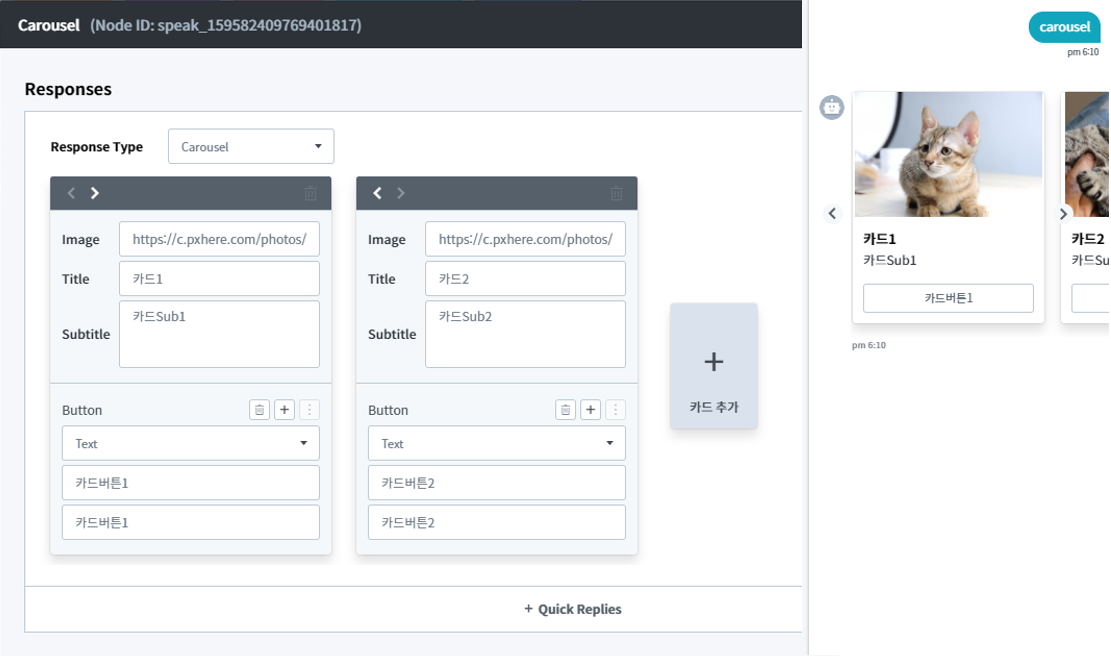 Carousel (Node ID: speak_159582409769401817)
Responses
Response Type Carousel
Image https://c.pxhere.com/photos/
Title 카드1
Subtitle 카드Sub1
Button
Text
카드버튼1
카드버튼1
Image https://c.pxhere.com/photos/
Title 카드2
Subtitle 카드Sub2
Button
Text
카드버튼2
카드버튼2
+
카드 추가
+ Quick Replies
carousel
pm 6:10
카드1
카드Sub1
카드버튼1
카드2
카드Su
pm 6:10